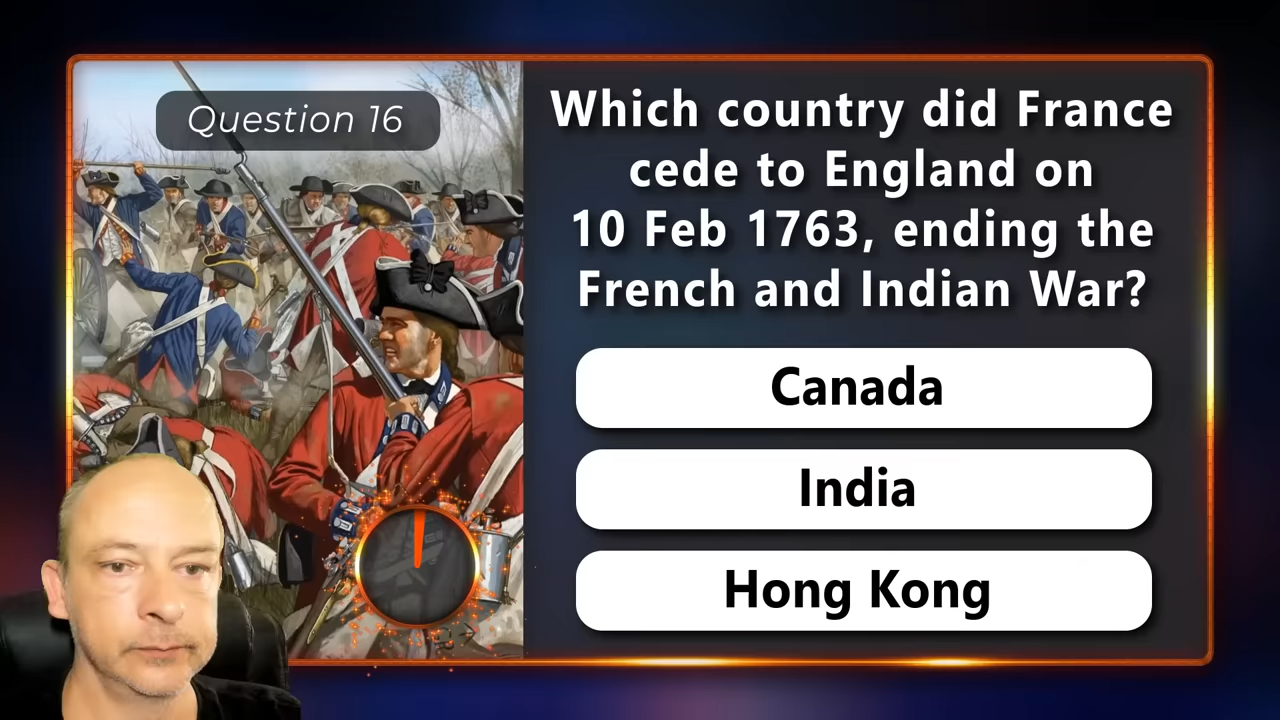 Question 16
Which country did France
cede to England on
10 Feb 1763, ending the
French and Indian War?
Canada
India
Hong Kong